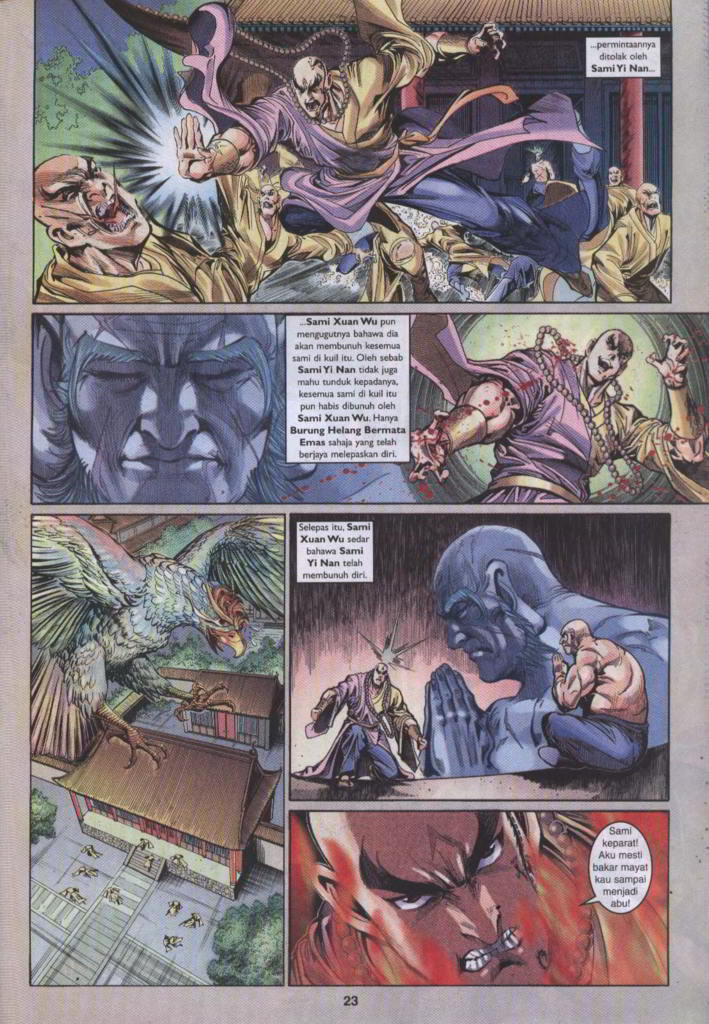 ...permintaannya
ditolak oleh
Sami Yi Nan...
...Sami Xuan Wu pun
mengugutnya bahawa dia
akan membunuh kesemua
sami di kuil itu. Oleh sebab
Sami Yi Nan tidak juga
mahu tunduk kepadanya,
kesemua sami di kuil itu
pun habis dibunuh oleh
Sami Xuan Wu. Hanya
Burung Helang Bermata
Emas sahaja yang telah
berjaya melepaskan diri.
Selepas itu, Sami
Xuan Wu sedar
bahawa Sami
Yi Nan telah
membunuh diri.
Sami
keparat!
Aku mesti
bakar mayat
kau sampai
menjadi
abu!
23